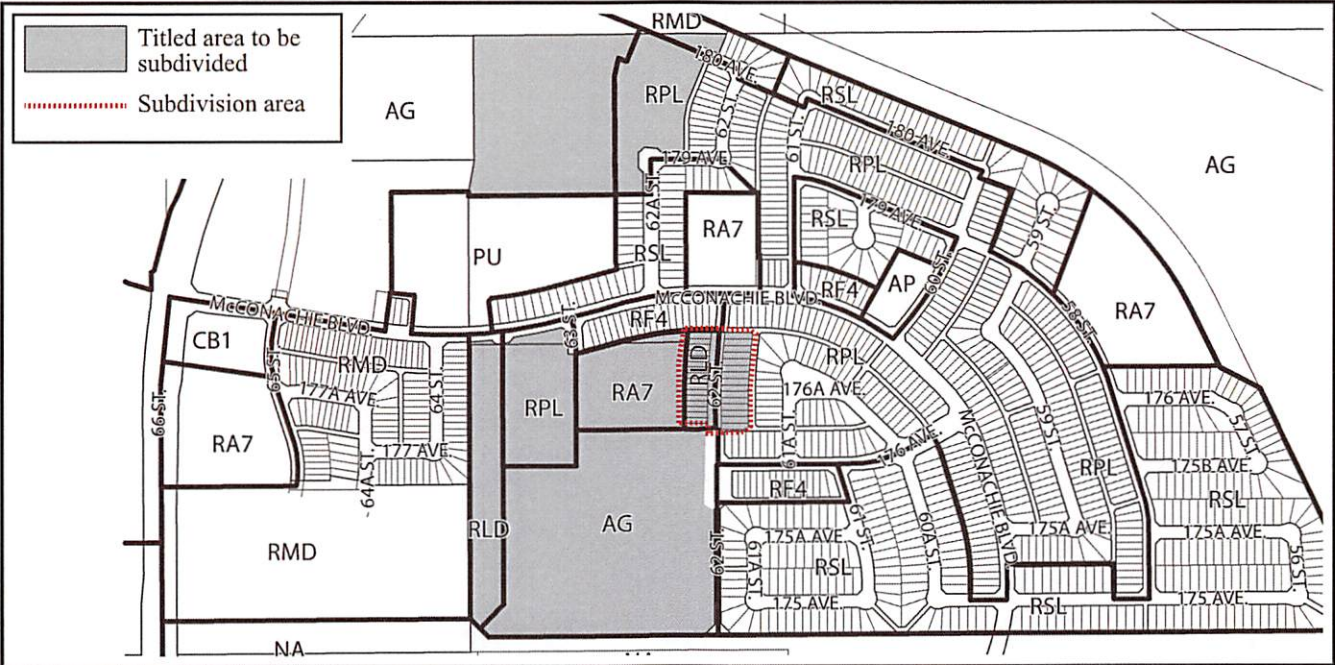 Titled area to be
subdivided
Subdivision area
RMD
180 AVE.
AG
RPL
62 ST.
RSL
61 ST.
180 AVE.
179 AVE.
RPL
AG
62A ST.
RA7
RSL
179 AVE.
59 ST.
PU
RSL
RF4
AP
60 ST.
McCONACHIE BLVD.
RA7
58 ST.
McCONACHIE BLVD.
63 ST.
RF4
CB1
65 ST.
RMD
RPL
RLD
62 ST.
176A AVE.
66 ST.
177A AVE.
64 ST.
RPL
RA7
McCONACHIE BLVD.
59 ST.
176 AVE.
57 ST.
RA7
177 AVE.
61A ST.
176 AVE.
RPL
175B AVE.
64A ST.
RF4
RSL
AG
RMD
RLD
62 ST.
175A AVE.
61 ST.
60A ST.
175A AVE.
175A AVE.
61A ST.
RSL
56 ST.
175 AVE.
RSL
175 AVE.
NA